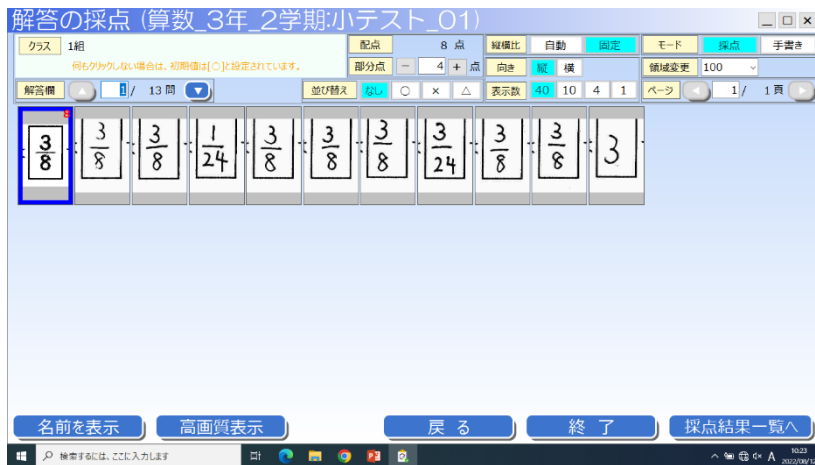 解答の採点 (算数_3年_2学期:小テスト_01)
クラス 1組 配点 8 点 縦横比 自動 固定 モード 採点 手書き
何もクリックしない場合は、初期値は[○]と設定されています。 部分点 － 4 + 点 向き 縦 横 領域変更 100
解答欄 1 / 13 問 並び替え なし ○ × △ 表示数 40 10 4 1 ページ 1 / 1 頁
8
3/8 3/8 3/8 1/24 3/8 3/8 3/8 3/24 3/8 3/8 3
名前を表示 高画質表示 戻 る 終 了 採点結果一覧へ
検索するには、ここに入力します A 10:23
2022/08/12